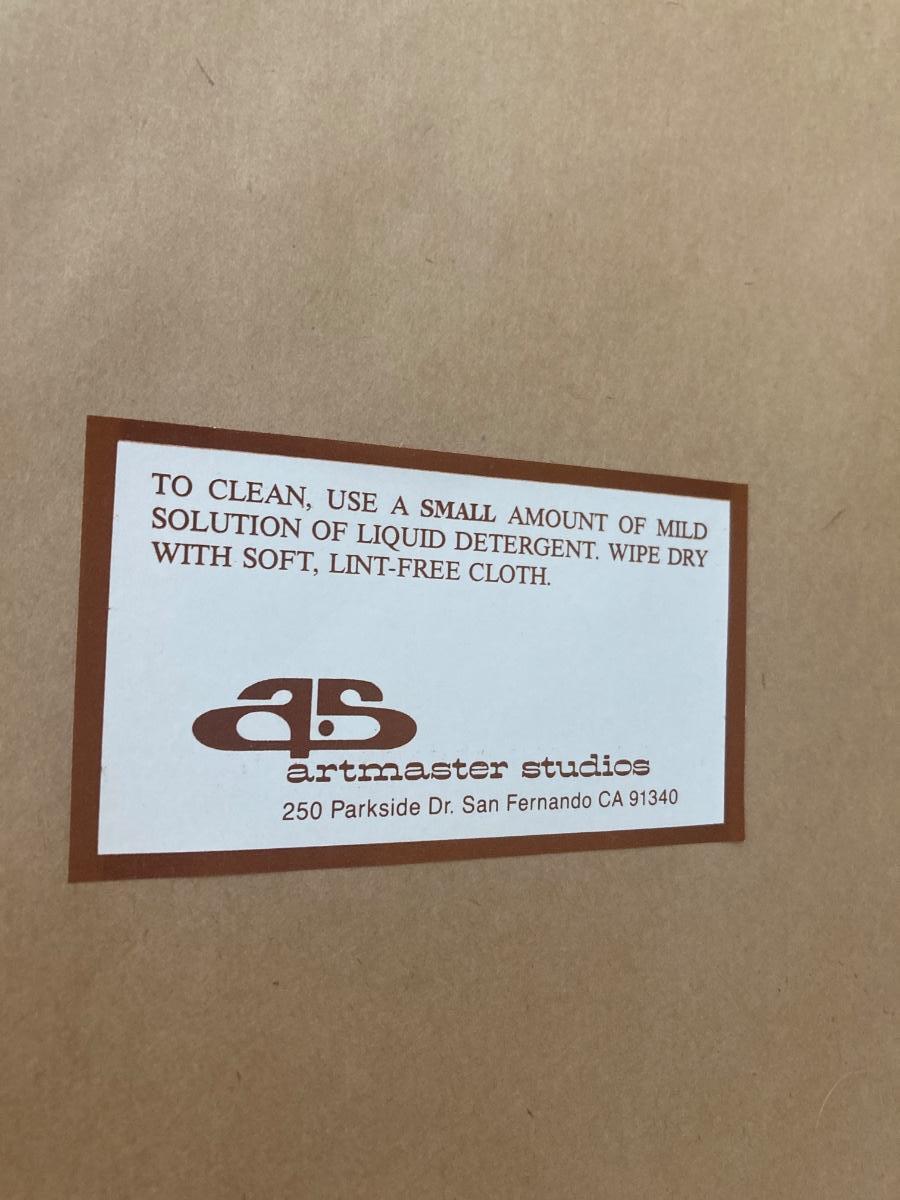 TO CLEAN, USE A SMALL AMOUNT OF MILD
SOLUTION OF LIQUID DETERGENT. WIPE DRY
WITH SOFT, LINT-FREE CLOTH.
a.s
artmaster studios
250 Parkside Dr. San Fernando CA 91340